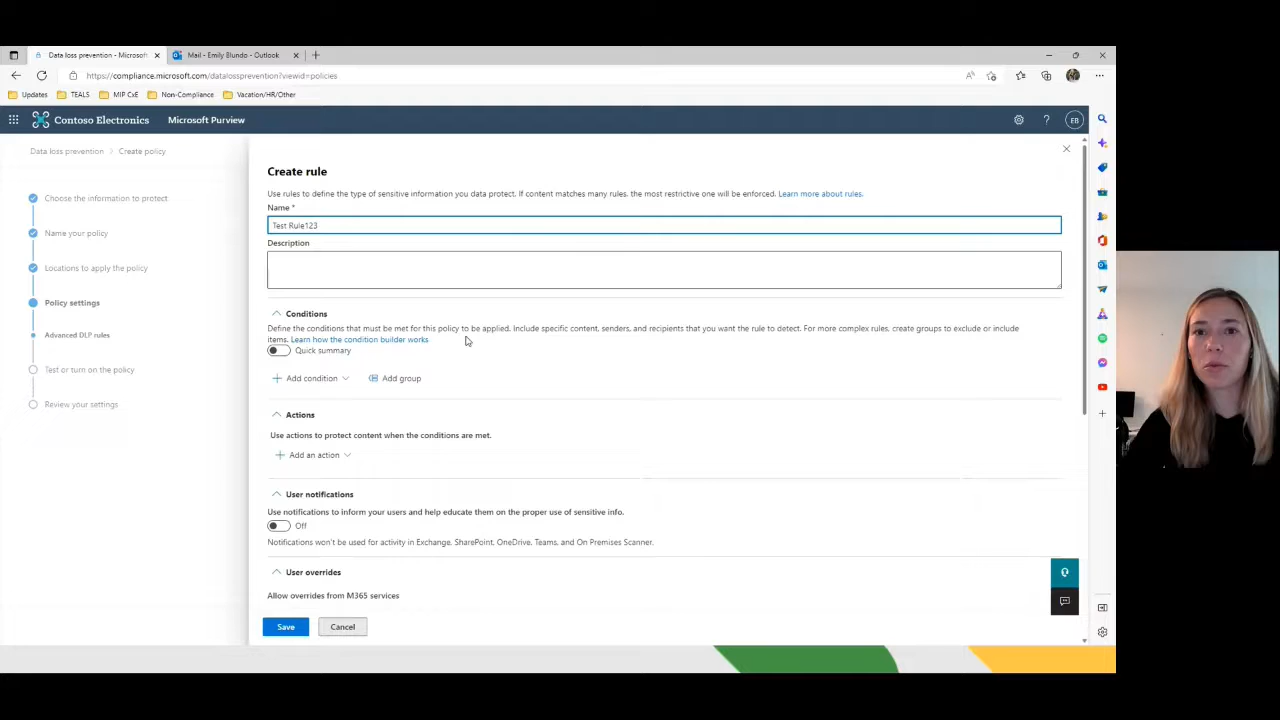 Data loss prevention - Microsoft
Mail - Emily Blundo - Outlook
https://compliance.microsoft.com/datalossprevention?viewid=policies
Updates
TEALS
MIP CxE
Non-Compliance
Vacation/HR/Other
Contoso Electronics
Microsoft Purview
EB
Data loss prevention > Create policy
Choose the information to protect
Name your policy
Locations to apply the policy
Policy settings
Advanced DLP rules
Test or turn on the policy
Review your settings
Create rule
Use rules to define the type of sensitive information you data protect. If content matches many rules, the most restrictive one will be enforced. Learn more about rules.
Name *
Test Rule123
Description
Conditions
Define the conditions that must be met for this policy to be applied. Include specific content, senders, and recipients that you want the rule to detect. For more complex rules, create groups to exclude or include
items. Learn how the condition builder works
Quick summary
Add condition
Add group
Actions
Use actions to protect content when the conditions are met.
Add an action
User notifications
Use notifications to inform your users and help educate them on the proper use of sensitive info.
Off
Notifications won't be used for activity in Exchange, SharePoint, OneDrive, Teams, and On Premises Scanner.
User overrides
Allow overrides from M365 services
Save
Cancel